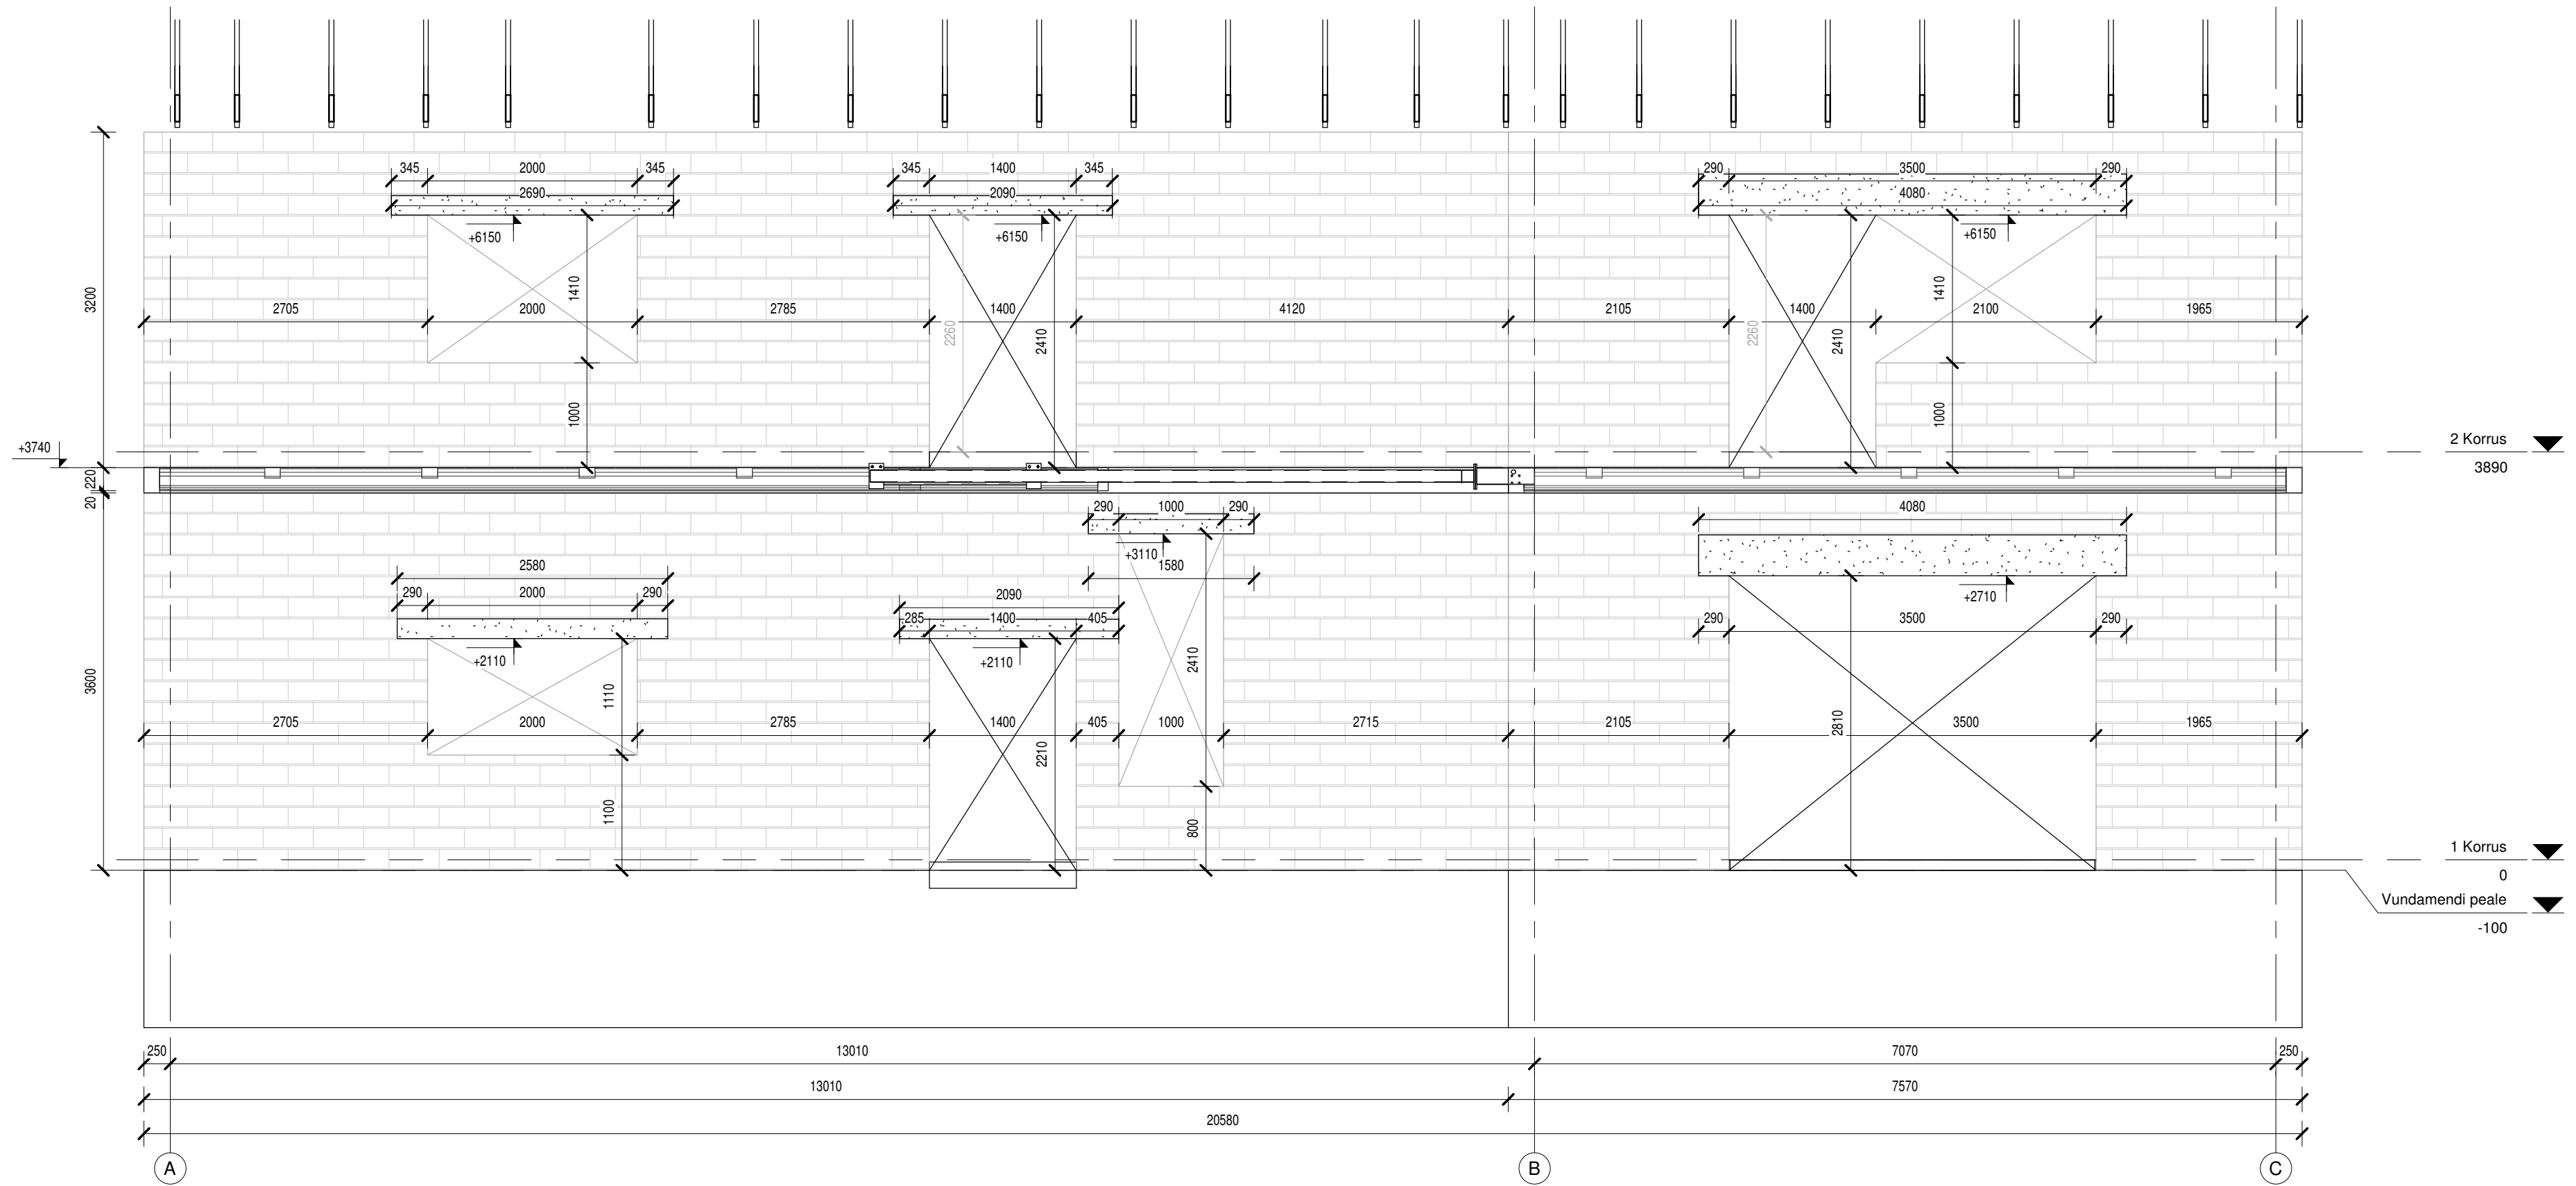 345 2000 345 345 1400 345 290 3500 290
2690 2090 4080
+6150 +6150 +6150
3200 1410 1410
2705 2000 2785 1400 4120 2105 1400 2100 1965
2260 2410 2260 2410
1000 1000
+3740 2 Korrus
3890
220
20
290 1000 290 4080
+3110
2580 1580
290 2000 290 2090 +2710
285 1400 405 290 3500 290
+2110 +2110 2410
3600 1110
2705 2000 2785 1400 405 1000 2715 2105 2810 3500 1965
2210
1100 800
1 Korrus
0
Vundamendi peale
-100
250 13010 7070 250
13010 7570
20580
A B C